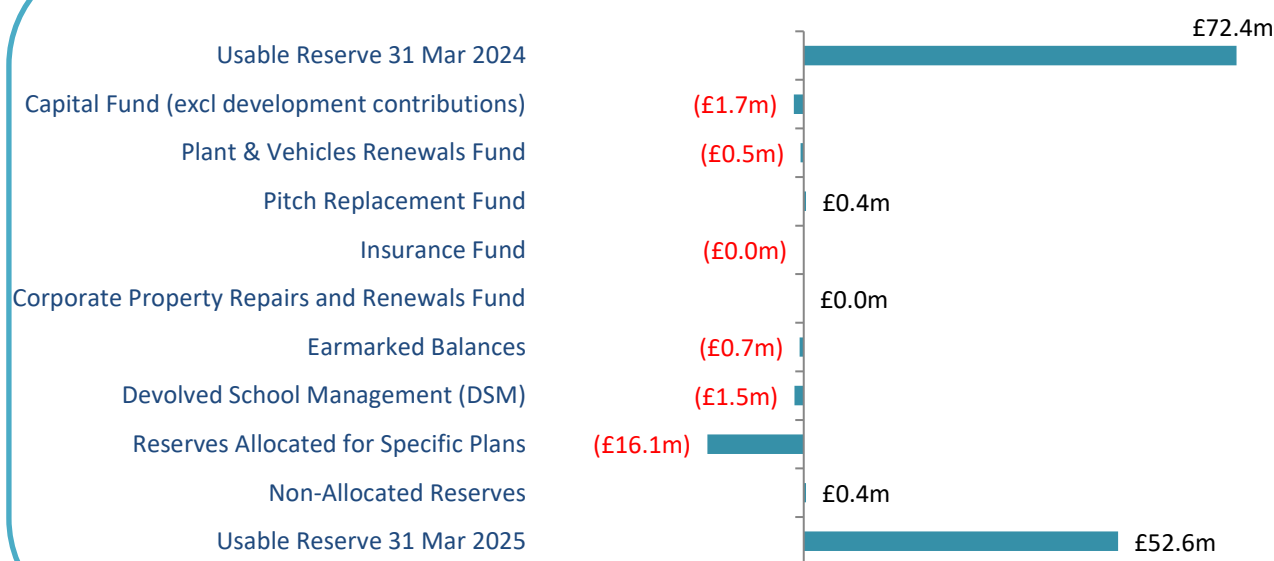 £72.4m
Usable Reserve 31 Mar 2024
Capital Fund (excl development contributions) (£1.7m)
Plant & Vehicles Renewals Fund (£0.5m)
Pitch Replacement Fund £0.4m
Insurance Fund (£0.0m)
Corporate Property Repairs and Renewals Fund £0.0m
Earmarked Balances (£0.7m)
Devolved School Management (DSM) (£1.5m)
Reserves Allocated for Specific Plans (£16.1m)
Non-Allocated Reserves £0.4m
Usable Reserve 31 Mar 2025 £52.6m